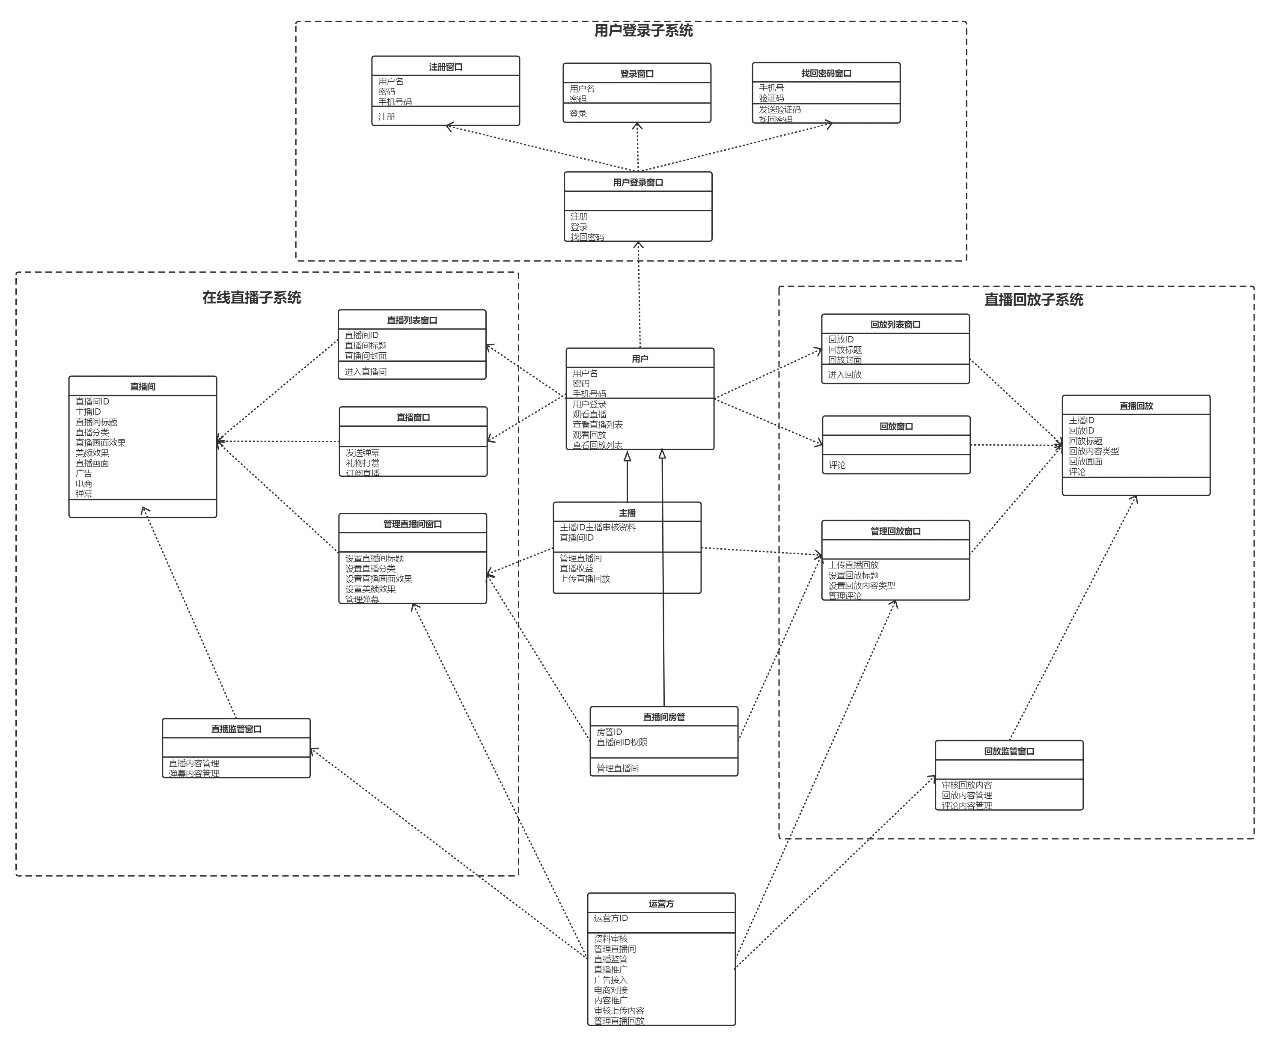 用户登录子系统
注册窗口
用户名
密码
手机号码
注册
登录窗口
用户名
密码
登录
找回密码窗口
手机号
验证码
发送验证码
找回密码
用户登录窗口
注册
登录
找回密码
在线直播子系统
直播列表窗口
直播间ID
直播间标题
直播间封面
进入直播间
直播间
直播间ID
主播ID
直播间标题
直播分类
直播画面效果
美颜效果
直播画面
广告
电商
弹幕
直播窗口
发送弹幕
礼物打赏
订阅直播
管理直播间窗口
设置直播间标题
设置直播分类
设置直播画面效果
设置美颜效果
管理弹幕
直播监管窗口
直播内容管理
弹幕内容管理
用户
用户名
密码
手机号码
用户登录
观看直播
查看直播列表
观看回放
查看回放列表
主播
主播ID主播审核资料
直播间ID
管理直播间
直播收益
上传直播回放
直播间房管
房管ID
直播间ID权限
管理直播间
运营方
运营方ID
资料审核
管理直播间
直播监管
直播推广
广告接入
电商对接
内容推广
审核上传内容
管理直播回放
直播回放子系统
回放列表窗口
回放ID
回放标题
回放封面
进入回放
回放窗口
评论
直播回放
主播ID
回放ID
回放标题
回放内容类型
回放画面
评论
管理回放窗口
上传直播回放
设置回放标题
设置回放内容类型
管理评论
回放监管窗口
审核回放内容
回放内容管理
评论内容管理